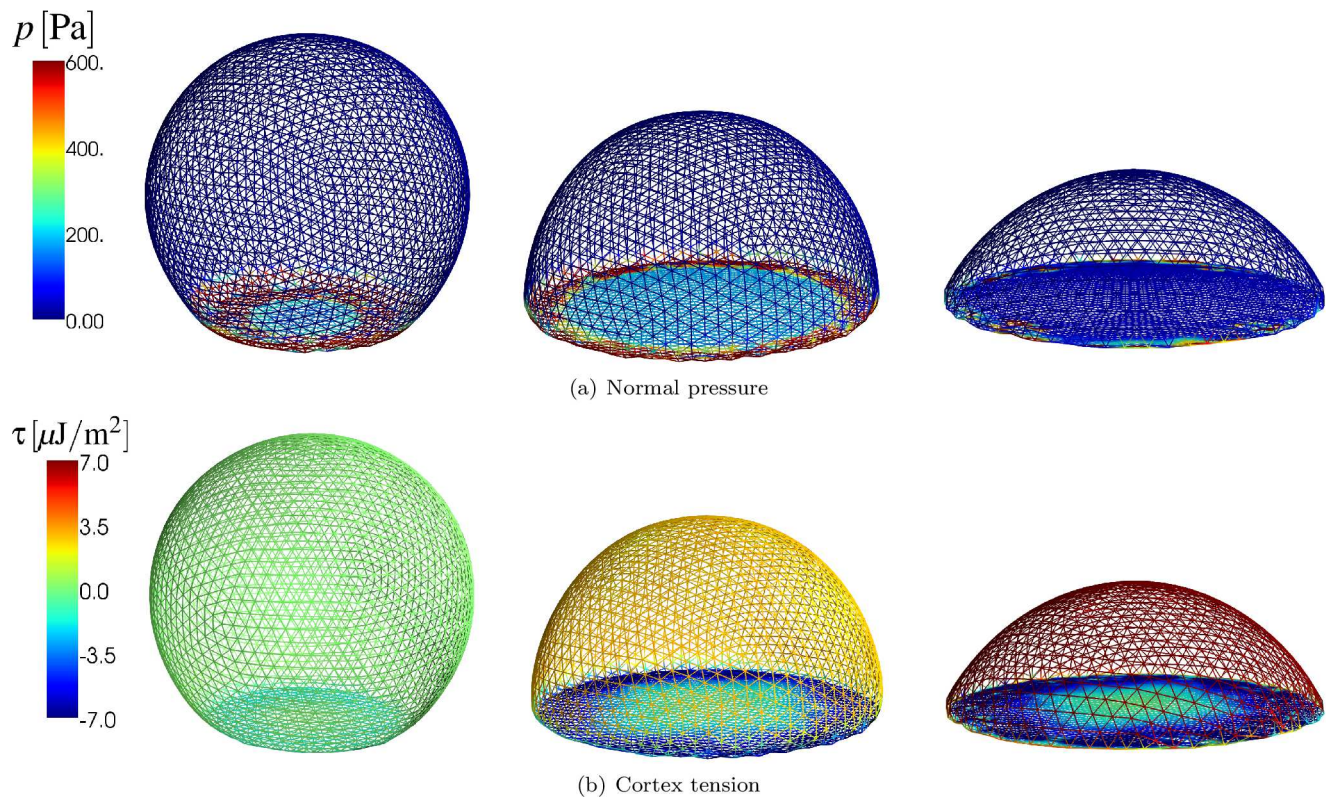 p [Pa]
600.
400.
200.
0.00
(a) Normal pressure
τ [μJ/m²]
7.0
3.5
0.0
-3.5
-7.0
(b) Cortex tension